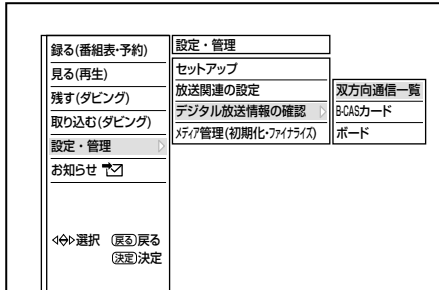 録る(番組表・予約)
見る(再生)
残す(ダビング)
取り込む(ダビング)
設定・管理
お知らせ
選択 戻る戻る
決定決定
設定・管理
セットアップ
放送関連の設定
デジタル放送情報の確認
メディア管理(初期化・ファイナライズ)
双方向通信一覧
B-CASカード
ボード